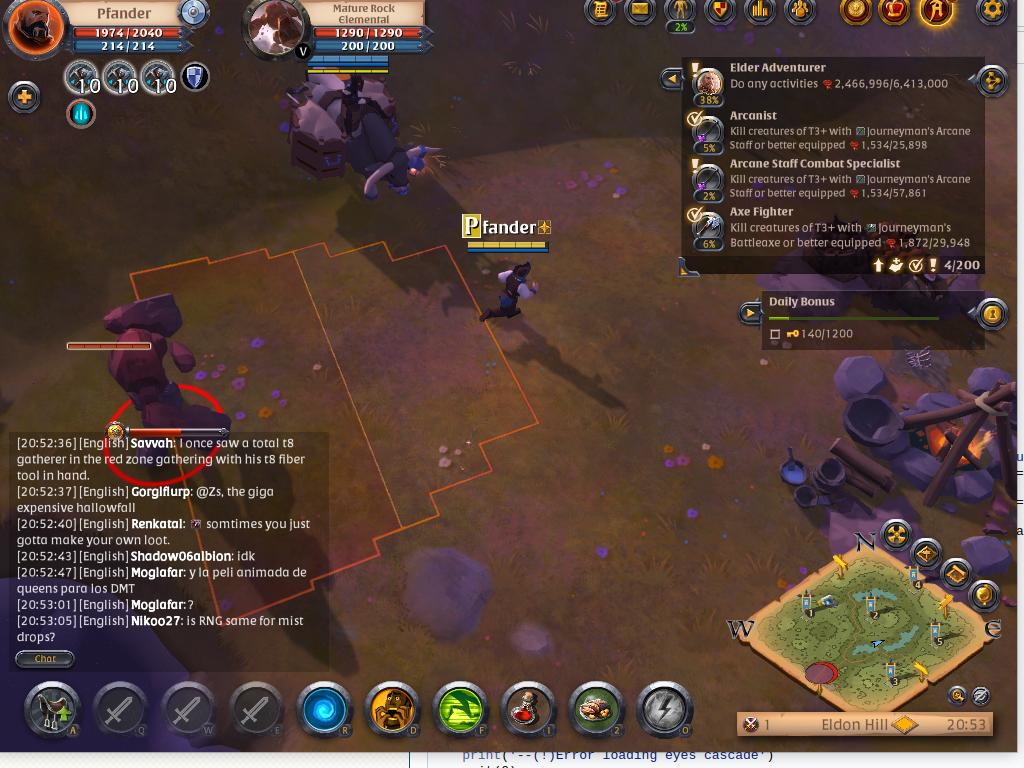 Pfander
1974 / 2040
214 / 214
Mature Rock
Elemental
1290 / 1290
200 / 200
V
2%
10
10
10
Elder Adventurer
Do any activities 2,466,996/6,413,000
38%
Arcanist
Kill creatures of T3+ with Journeyman's Arcane
Staff or better equipped 1,534/25,898
5%
Arcane Staff Combat Specialist
Kill creatures of T3+ with Journeyman's Arcane
Staff or better equipped 1,534/57,861
2%
Axe Fighter
Kill creatures of T3+ with Journeyman's
Battleaxe or better equipped 1,872/29,948
6%
4/200
Pfander
Daily Bonus
140/1200
[20:52:36] [English] Savvah: I once saw a total t8
gatherer in the red zone gathering with his t8 fiber
tool in hand.
[20:52:37] [English] Gorglflurp: @Zs, the giga
expensive hallowfall
[20:52:40] [English] Renkatal: somtimes you just
gotta make your own loot.
[20:52:43] [English] Shadow06albion: idk
[20:52:47] [English] Moglafar: y la peli animada de
queens para los DMT
[20:53:01] [English] Moglafar: ?
[20:53:05] [English] Nikoo27: is RNG same for mist
drops?
Chat
N
W
E
1
2
3
4
5
A
Q
W
E
R
D
F
1
2
O
1
Eldon Hill
20:53
print('--(!)Error loading eyes cascade')